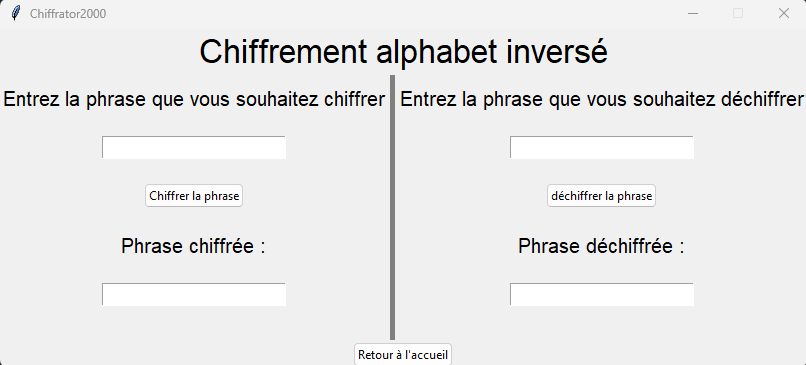 Chiffrator2000
Chiffrement alphabet inversé
Entrez la phrase que vous souhaitez chiffrer
Entrez la phrase que vous souhaitez déchiffrer
Chiffrer la phrase
déchiffrer la phrase
Phrase chiffrée :
Phrase déchiffrée :
Retour à l'accueil